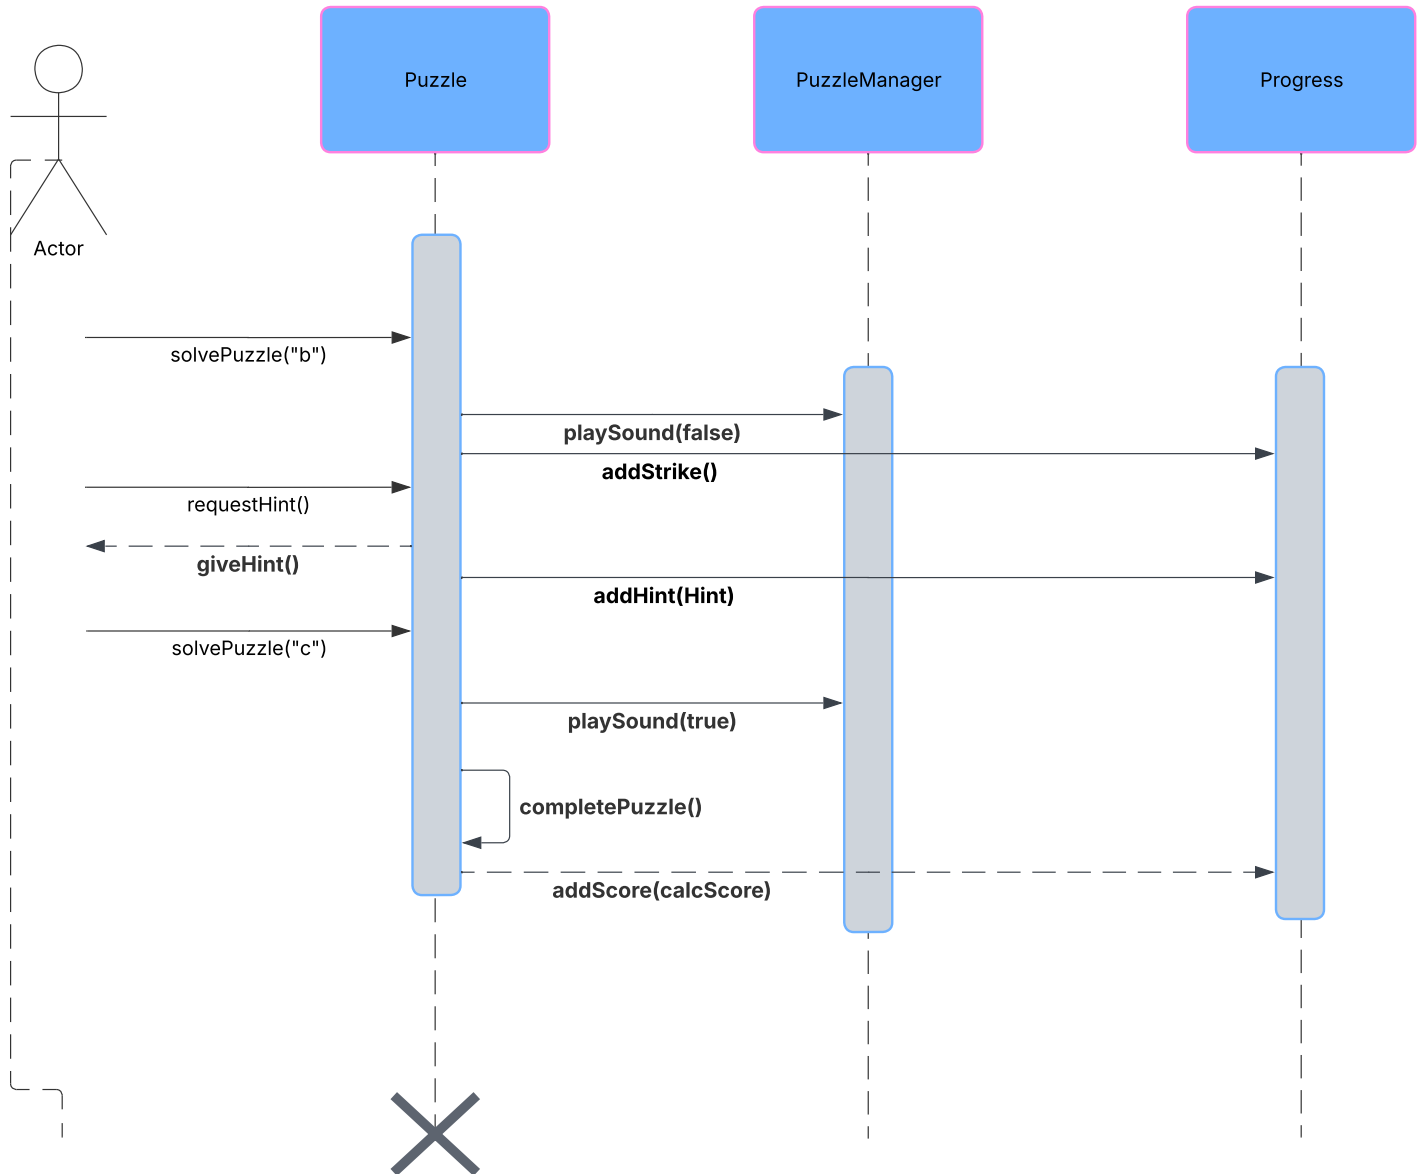 Puzzle
PuzzleManager
Progress
Actor
solvePuzzle("b")
playSound(false)
addStrike()
requestHint()
giveHint()
addHint(Hint)
solvePuzzle("c")
playSound(true)
completePuzzle()
addScore(calcScore)